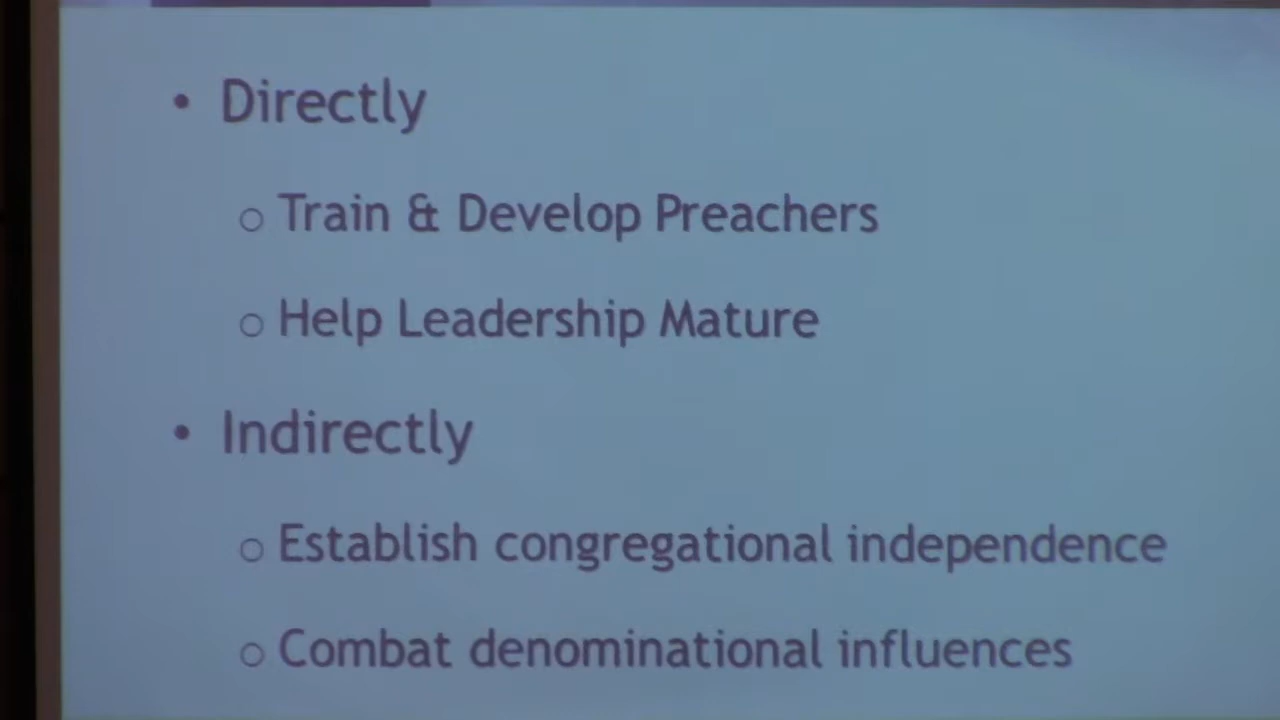 • Directly
o Train & Develop Preachers
o Help Leadership Mature
• Indirectly
o Establish congregational independence
o Combat denominational influences